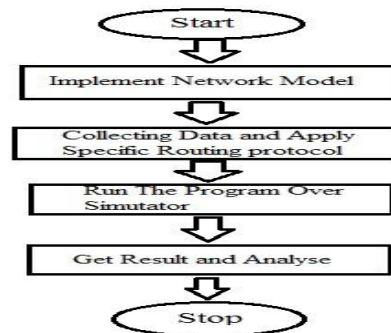 Start
Implement Network Model
Collecting Data and Apply
Specific Routing protocol
Run The Program Over
Simutator
Get Result and Analyse
Stop